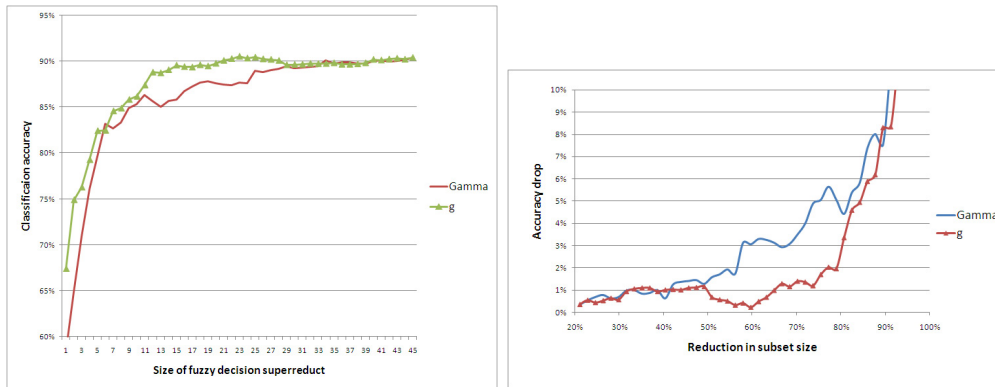 95%
90%
85%
80%
75%
70%
65%
60%
Classificaion accuracy
1 3 5 7 9 11 13 15 17 19 21 23 25 27 29 31 33 35 37 39 41 43 45
Size of fuzzy decision superreduct
Gamma
g
10%
9%
8%
7%
6%
5%
4%
3%
2%
1%
0%
Accuracy drop
20% 30% 40% 50% 60% 70% 80% 90% 100%
Reduction in subset size
Gamma
g